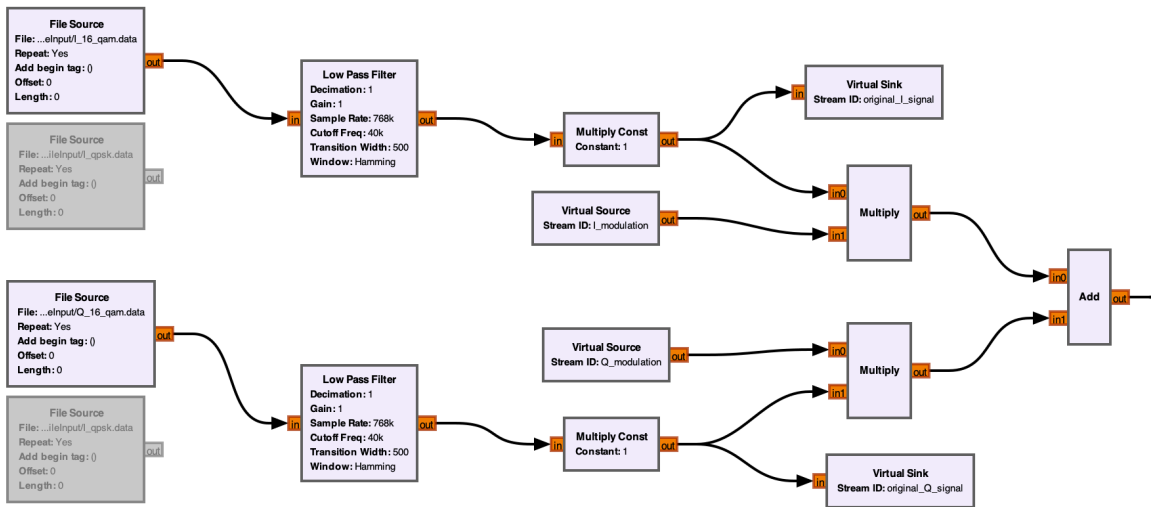 File Source
File: ...eInput/I_16_qam.data
Repeat: Yes
Add begin tag: ()
Offset: 0
Length: 0
out
File Source
File: ...ileInput/I_qpsk.data
Repeat: Yes
Add begin tag: ()
Offset: 0
Length: 0
out
in
Low Pass Filter
Decimation: 1
Gain: 1
Sample Rate: 768k
Cutoff Freq: 40k
Transition Width: 500
Window: Hamming
out
in
Multiply Const
Constant: 1
out
in
Virtual Sink
Stream ID: original_I_signal
Virtual Source
Stream ID: I_modulation
out
in0
in1
Multiply
out
File Source
File: ...eInput/Q_16_qam.data
Repeat: Yes
Add begin tag: ()
Offset: 0
Length: 0
out
File Source
File: ...ileInput/I_qpsk.data
Repeat: Yes
Add begin tag: ()
Offset: 0
Length: 0
out
in
Low Pass Filter
Decimation: 1
Gain: 1
Sample Rate: 768k
Cutoff Freq: 40k
Transition Width: 500
Window: Hamming
out
in
Multiply Const
Constant: 1
out
Virtual Source
Stream ID: Q_modulation
out
in0
in1
Multiply
out
in
Virtual Sink
Stream ID: original_Q_signal
in0
in1
Add
out